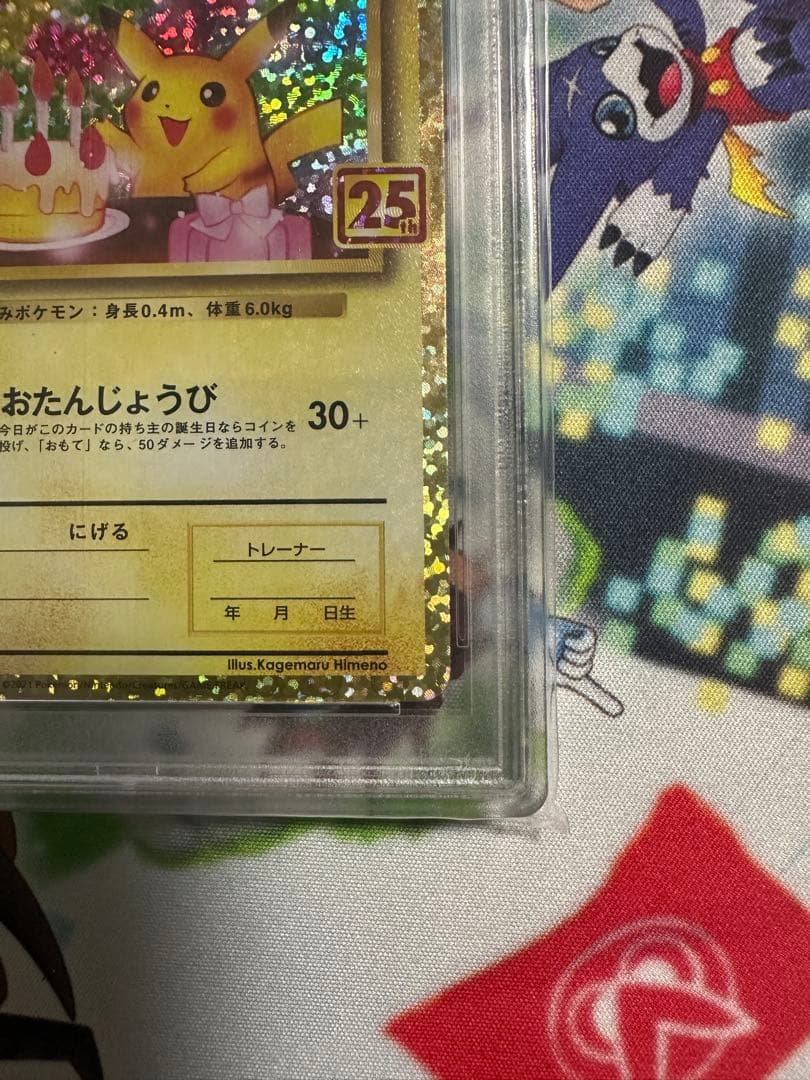 25th
みポケモン：身長0.4m、体重6.0kg
おたんじょうび 30+
今日がこのカードの持ち主の誕生日ならコインを
投げ、「おもて」なら、50ダメージを追加する。
にげる
トレーナー
年 月 日生
Illus.Kagemaru Himeno